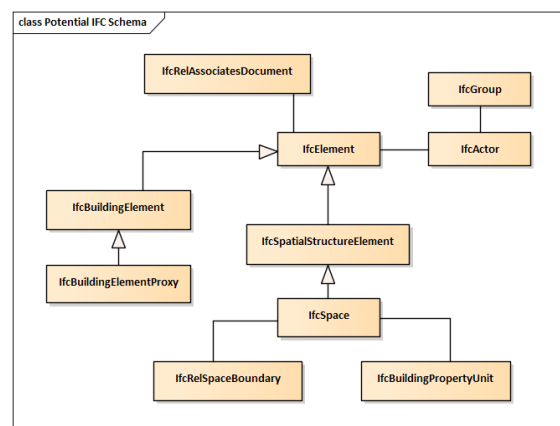 class Potential IFC Schema
IfcRelAssociatesDocument
IfcGroup
IfcElement
IfcActor
IfcBuildingElement
IfcSpatialStructureElement
IfcBuildingElementProxy
IfcSpace
IfcRelSpaceBoundary
IfcBuildingPropertyUnit